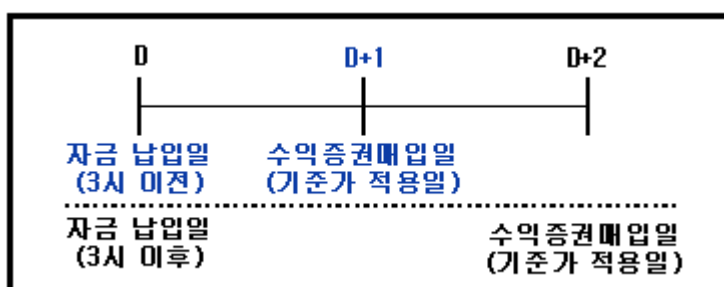 D D+1 D+2
자금 납입일 수익증권매입일
(3시 이전) (기준가 적용일)
자금 납입일 수익증권매입일
(3시 이후) (기준가 적용일)